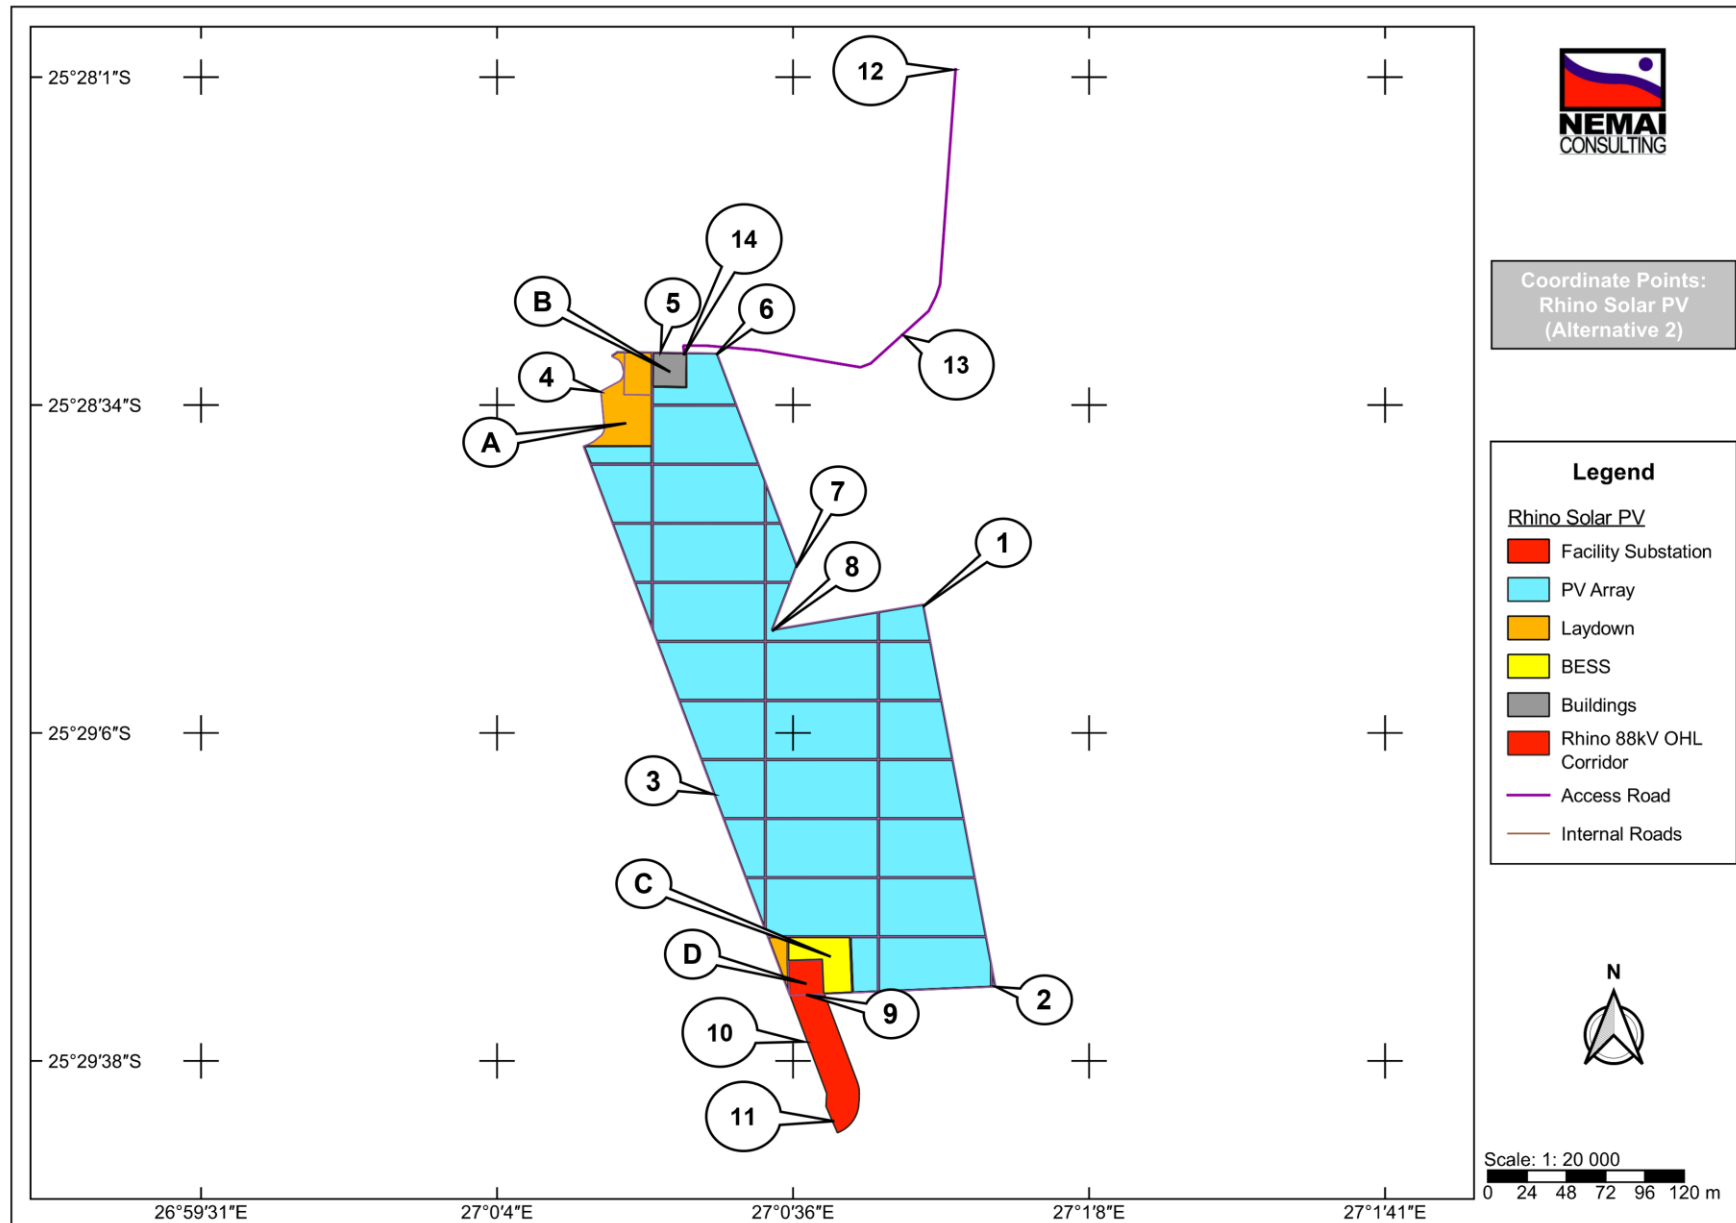 25°28'1"S
25°28'34"S
25°29'6"S
25°29'38"S
26°59'31"E
27°0'4"E
27°0'36"E
27°1'8"E
27°1'41"E
12
14
B
5
6
13
4
A
7
8
1
3
C
D
9
2
10
11
NEMAI
CONSULTING
Coordinate Points:
Rhino Solar PV
(Alternative 2)
Legend
Rhino Solar PV
Facility Substation
PV Array
Laydown
BESS
Buildings
Rhino 88kV OHL
Corridor
Access Road
Internal Roads
N
Scale: 1: 20 000
0 24 48 72 96 120 m